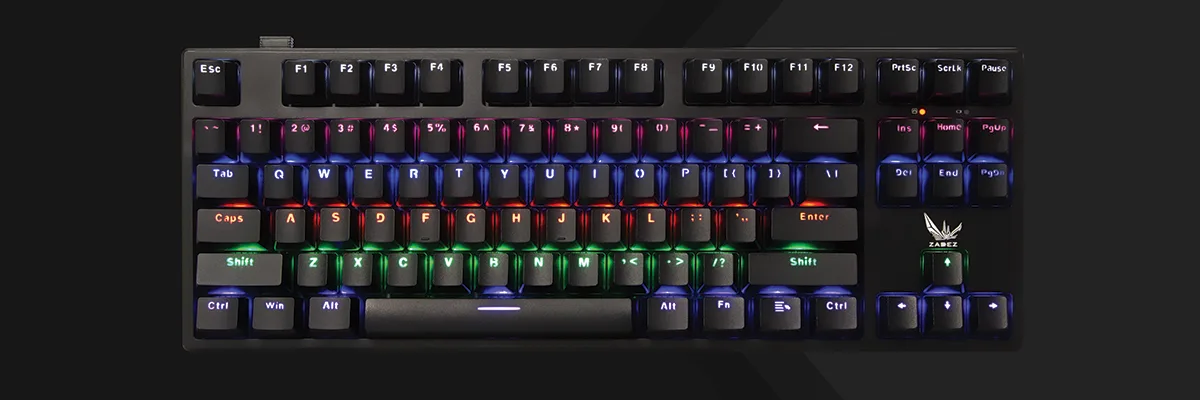 Esc F1 F2 F3 F4 F5 F6 F7 F8 F9 F10 F11 F12 PrtSc ScrLk Pause
`~ 1! 2@ 3# 4$ 5% 6^ 7& 8* 9( 0) -_ =+ ← Ins Home PgUp
Tab Q W E R T Y U I O P [{ ]} \| Del End PgDn
Caps A S D F G H J K L ;: '" Enter
ZADEZ
Shift Z X C V B N M ,< .> /? Shift ↑
Ctrl Win Alt Alt Fn Ctrl ← ↓ →